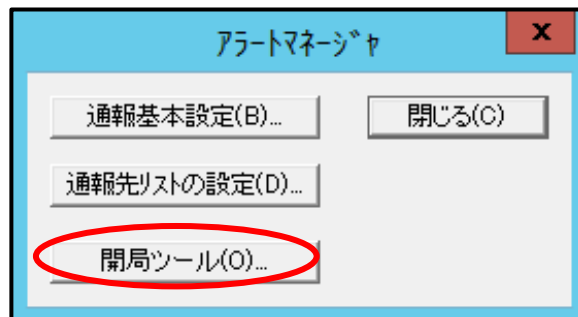 ｱﾗｰﾄﾏﾈｰｼﾞｬ
x
通報基本設定(B)...
閉じる(C)
通報先リストの設定(D)...
開局ツール(O)...